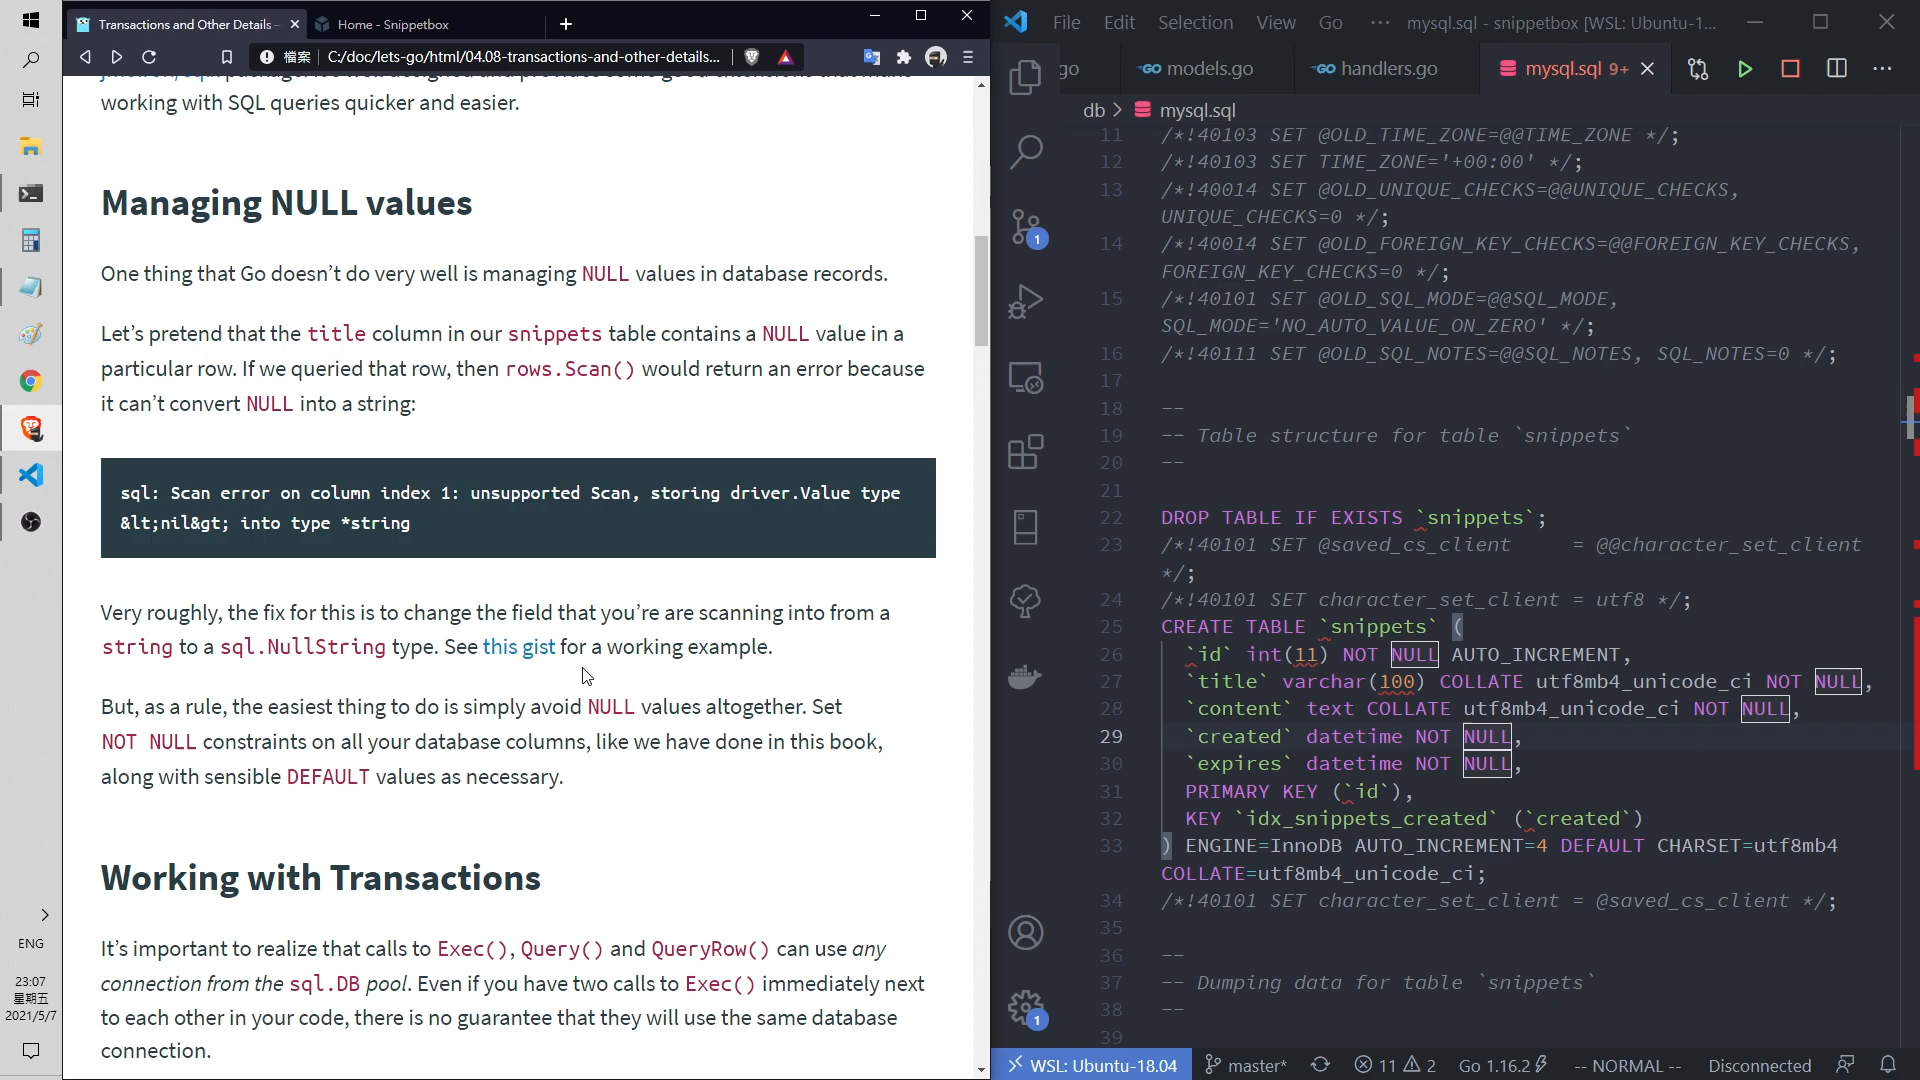 Transactions and Other Details -
Home - Snippetbox
檔案
C:/doc/lets-go/html/04.08-transactions-and-other-details...
working with SQL queries quicker and easier.
Managing NULL values
One thing that Go doesn’t do very well is managing NULL values in database records.
Let’s pretend that the title column in our snippets table contains a NULL value in a
particular row. If we queried that row, then rows.Scan() would return an error because
it can’t convert NULL into a string:
sql: Scan error on column index 1: unsupported Scan, storing driver.Value type
&lt;nil&gt; into type *string
Very roughly, the fix for this is to change the field that you’re are scanning into from a
string to a sql.NullString type. See this gist for a working example.
But, as a rule, the easiest thing to do is simply avoid NULL values altogether. Set
NOT NULL constraints on all your database columns, like we have done in this book,
along with sensible DEFAULT values as necessary.
Working with Transactions
It’s important to realize that calls to Exec(), Query() and QueryRow() can use any
connection from the sql.DB pool. Even if you have two calls to Exec() immediately next
to each other in your code, there is no guarantee that they will use the same database
connection.
ENG
23:07
星期五
2021/5/7
File Edit Selection View Go ··· mysql.sql - snippetbox [WSL: Ubuntu-1...
go
models.go
handlers.go
mysql.sql 9+
db > mysql.sql
11 /*!40103 SET @OLD_TIME_ZONE=@@TIME_ZONE */;
12 /*!40103 SET TIME_ZONE='+00:00' */;
13 /*!40014 SET @OLD_UNIQUE_CHECKS=@@UNIQUE_CHECKS,
UNIQUE_CHECKS=0 */;
14 /*!40014 SET @OLD_FOREIGN_KEY_CHECKS=@@FOREIGN_KEY_CHECKS,
FOREIGN_KEY_CHECKS=0 */;
15 /*!40101 SET @OLD_SQL_MODE=@@SQL_MODE,
SQL_MODE='NO_AUTO_VALUE_ON_ZERO' */;
16 /*!40111 SET @OLD_SQL_NOTES=@@SQL_NOTES, SQL_NOTES=0 */;
17
18 --
19 -- Table structure for table `snippets`
20 --
21
22 DROP TABLE IF EXISTS `snippets`;
23 /*!40101 SET @saved_cs_client     = @@character_set_client
*/;
24 /*!40101 SET character_set_client = utf8 */;
25 CREATE TABLE `snippets` (
26 `id` int(11) NOT NULL AUTO_INCREMENT,
27 `title` varchar(100) COLLATE utf8mb4_unicode_ci NOT NULL,
28 `content` text COLLATE utf8mb4_unicode_ci NOT NULL,
29 `created` datetime NOT NULL,
30 `expires` datetime NOT NULL,
31 PRIMARY KEY (`id`),
32 KEY `idx_snippets_created` (`created`)
33 ) ENGINE=InnoDB AUTO_INCREMENT=4 DEFAULT CHARSET=utf8mb4
COLLATE=utf8mb4_unicode_ci;
34 /*!40101 SET character_set_client = @saved_cs_client */;
35
36 --
37 -- Dumping data for table `snippets`
38 --
39
1
1
WSL: Ubuntu-18.04 master* 11 2 Go 1.16.2 -- NORMAL -- Disconnected